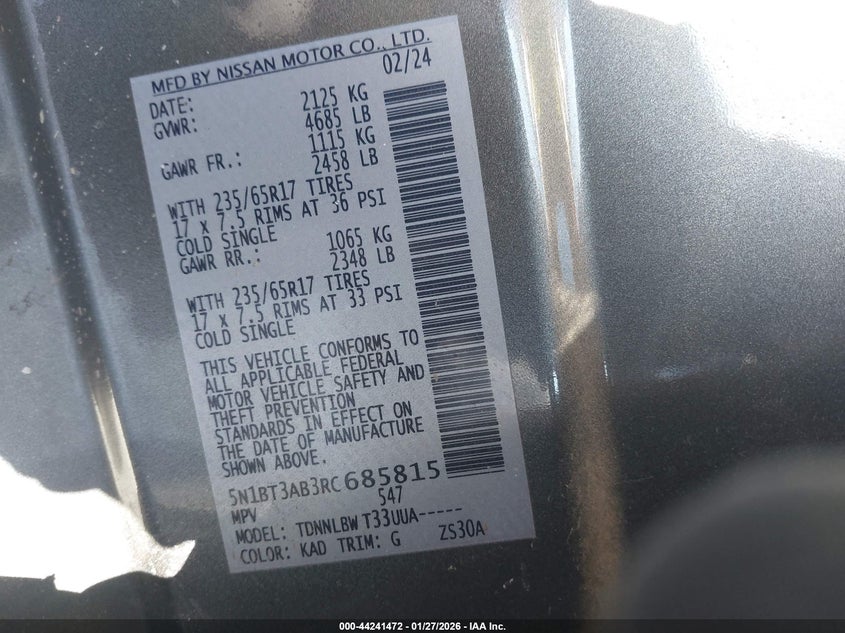 MFD BY NISSAN MOTOR CO., LTD.
DATE: 02/24
GVWR: 2125 KG
4685 LB
GAWR FR.: 1115 KG
2458 LB
WITH 235/65R17 TIRES
17 x 7.5 RIMS AT 36 PSI
COLD SINGLE
GAWR RR.: 1065 KG
2348 LB
WITH 235/65R17 TIRES
17 x 7.5 RIMS AT 33 PSI
COLD SINGLE
THIS VEHICLE CONFORMS TO
ALL APPLICABLE FEDERAL
MOTOR VEHICLE SAFETY AND
THEFT PREVENTION
STANDARDS IN EFFECT ON
THE DATE OF MANUFACTURE
SHOWN ABOVE.
5N1BT3AB3RC685815
MPV 547
MODEL: TDNNLBW T33UUA-----
COLOR: KAD TRIM: G ZS30A
000-44241472 — 01/27/2026 — IAA Inc.